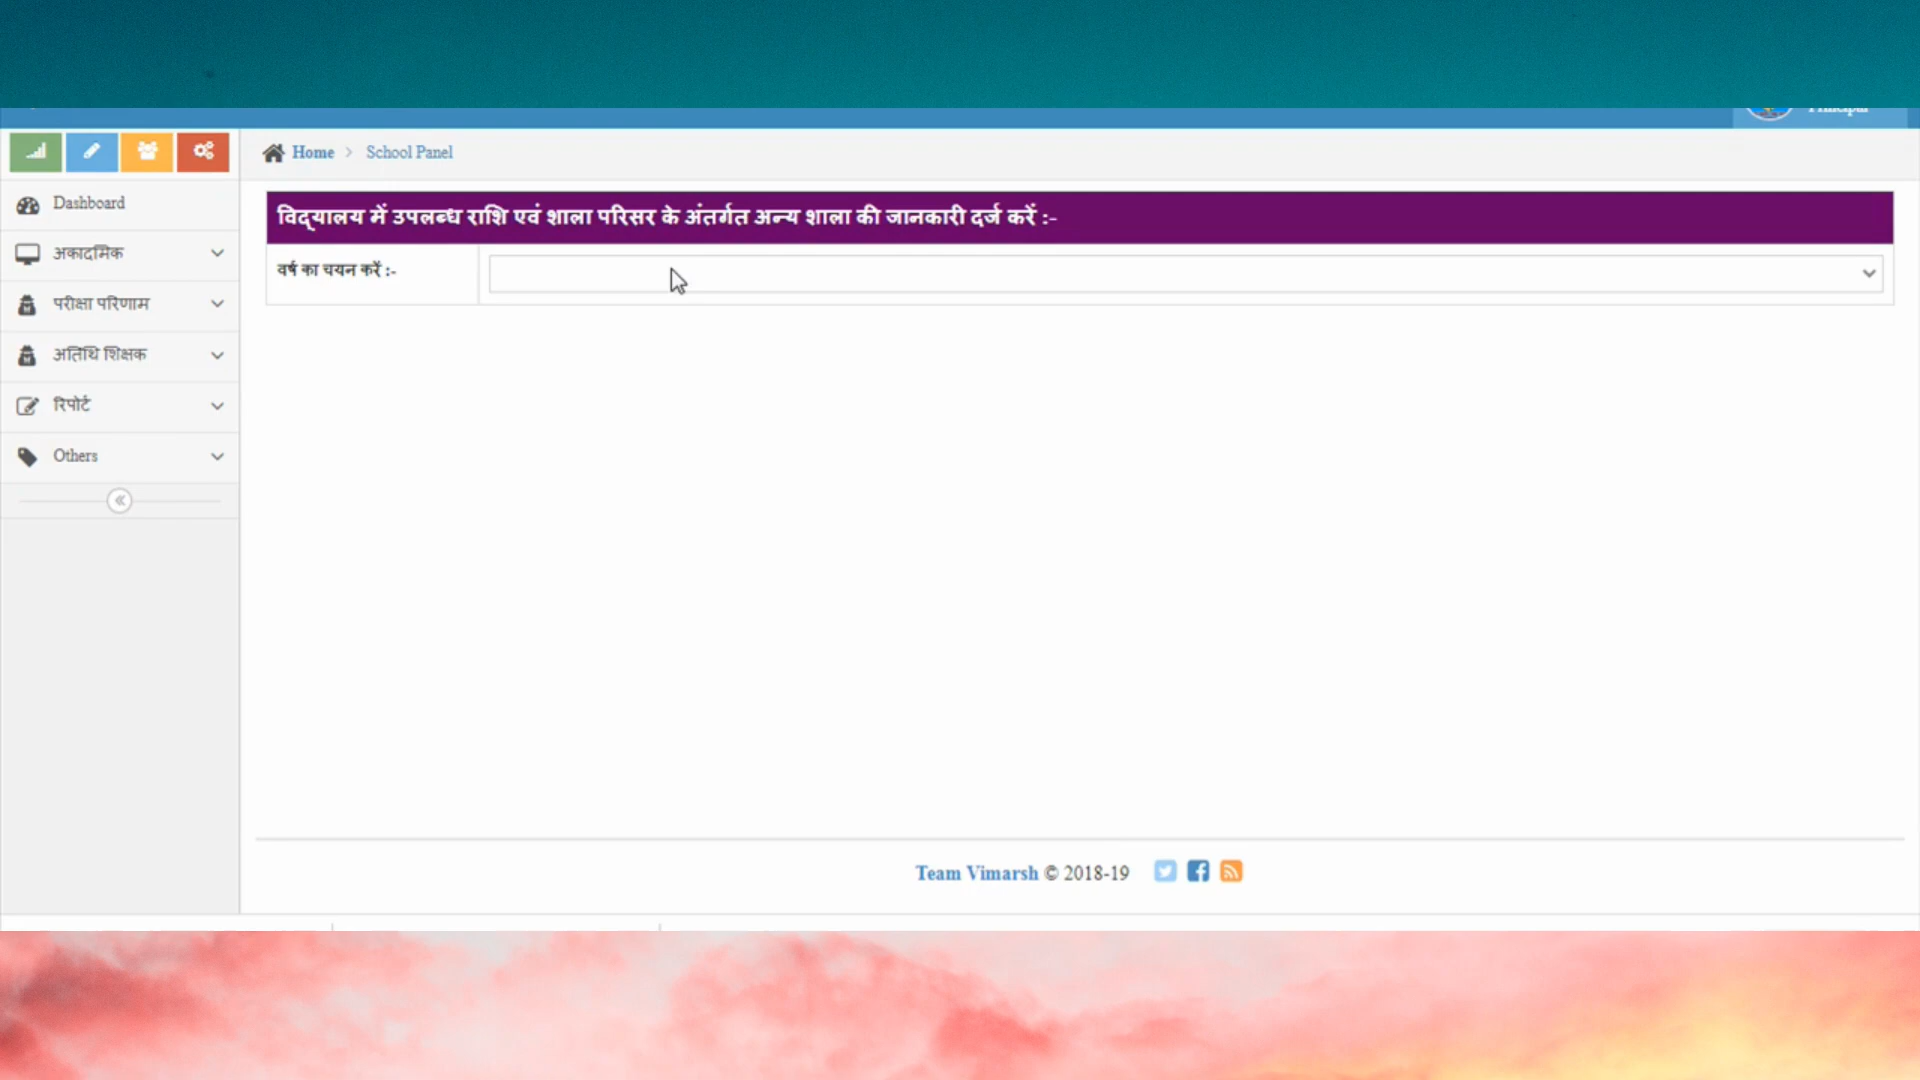 Principal
Home > School Panel
Dashboard
अकादमिक
परीक्षा परिणाम
अतिथि शिक्षक
रिपोर्ट
Others
विद्यालय में उपलब्ध राशि एवं शाला परिसर के अंतर्गत अन्य शाला की जानकारी दर्ज करें :-
वर्ष का चयन करें :-
Team Vimarsh © 2018-19